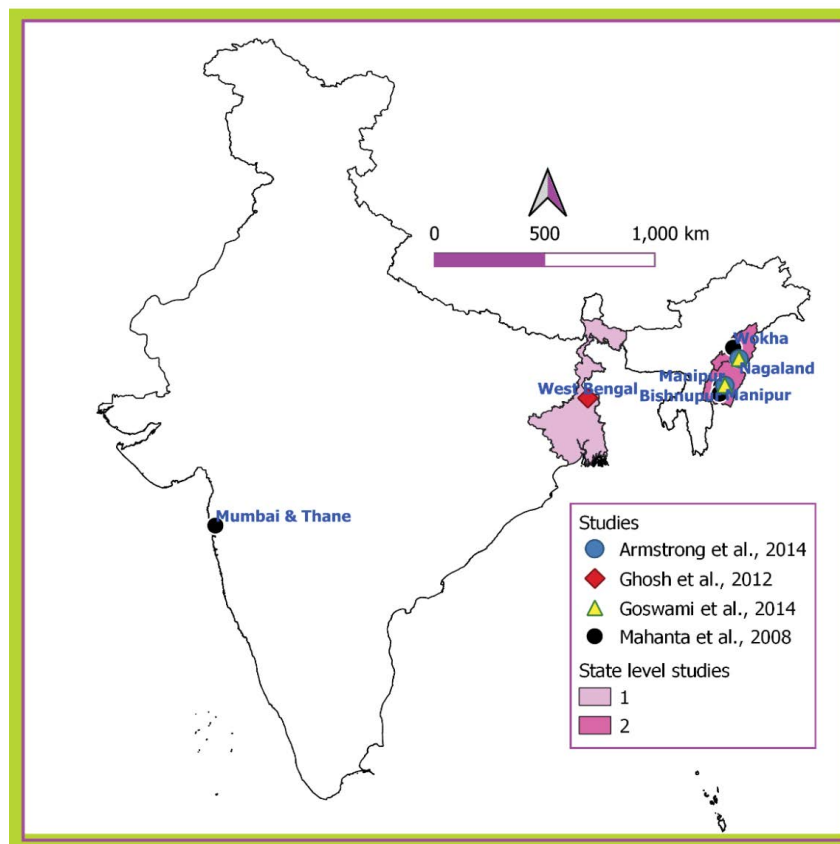 0 500 1,000 km
Wokha
Nagaland
Manipur
West Bengal
Bishnupur
Manipur
Mumbai & Thane
Studies
Armstrong et al., 2014
Ghosh et al., 2012
Goswami et al., 2014
Mahanta et al., 2008
State level studies
1
2